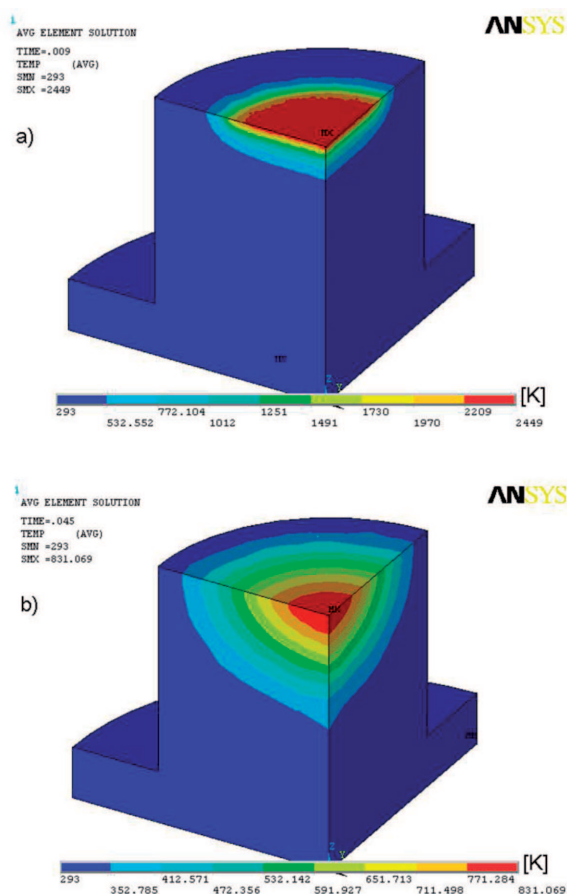 1
ANSYS
AVG ELEMENT SOLUTION
TIME=.009
TEMP (AVG)
SMN =293
SMX =2449
a)
MX
MN
Z
Y
293 772.104 1251 1730 2209 [K]
532.552 1012 1491 1970 2449
1
ANSYS
AVG ELEMENT SOLUTION
TIME=.045
TEMP (AVG)
SMN =293
SMX =831.069
b)
MX
MN
Z
Y
293 412.571 532.142 651.713 771.284 [K]
352.785 472.356 591.927 711.498 831.069